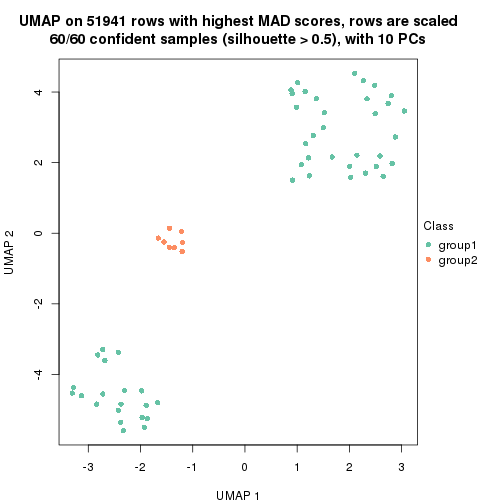 UMAP on 51941 rows with highest MAD scores, rows are scaled
60/60 confident samples (silhouette > 0.5), with 10 PCs
4
2
0
-2
-4
UMAP 2
-3
-2
-1
0
1
2
3
UMAP 1
Class
group1
group2